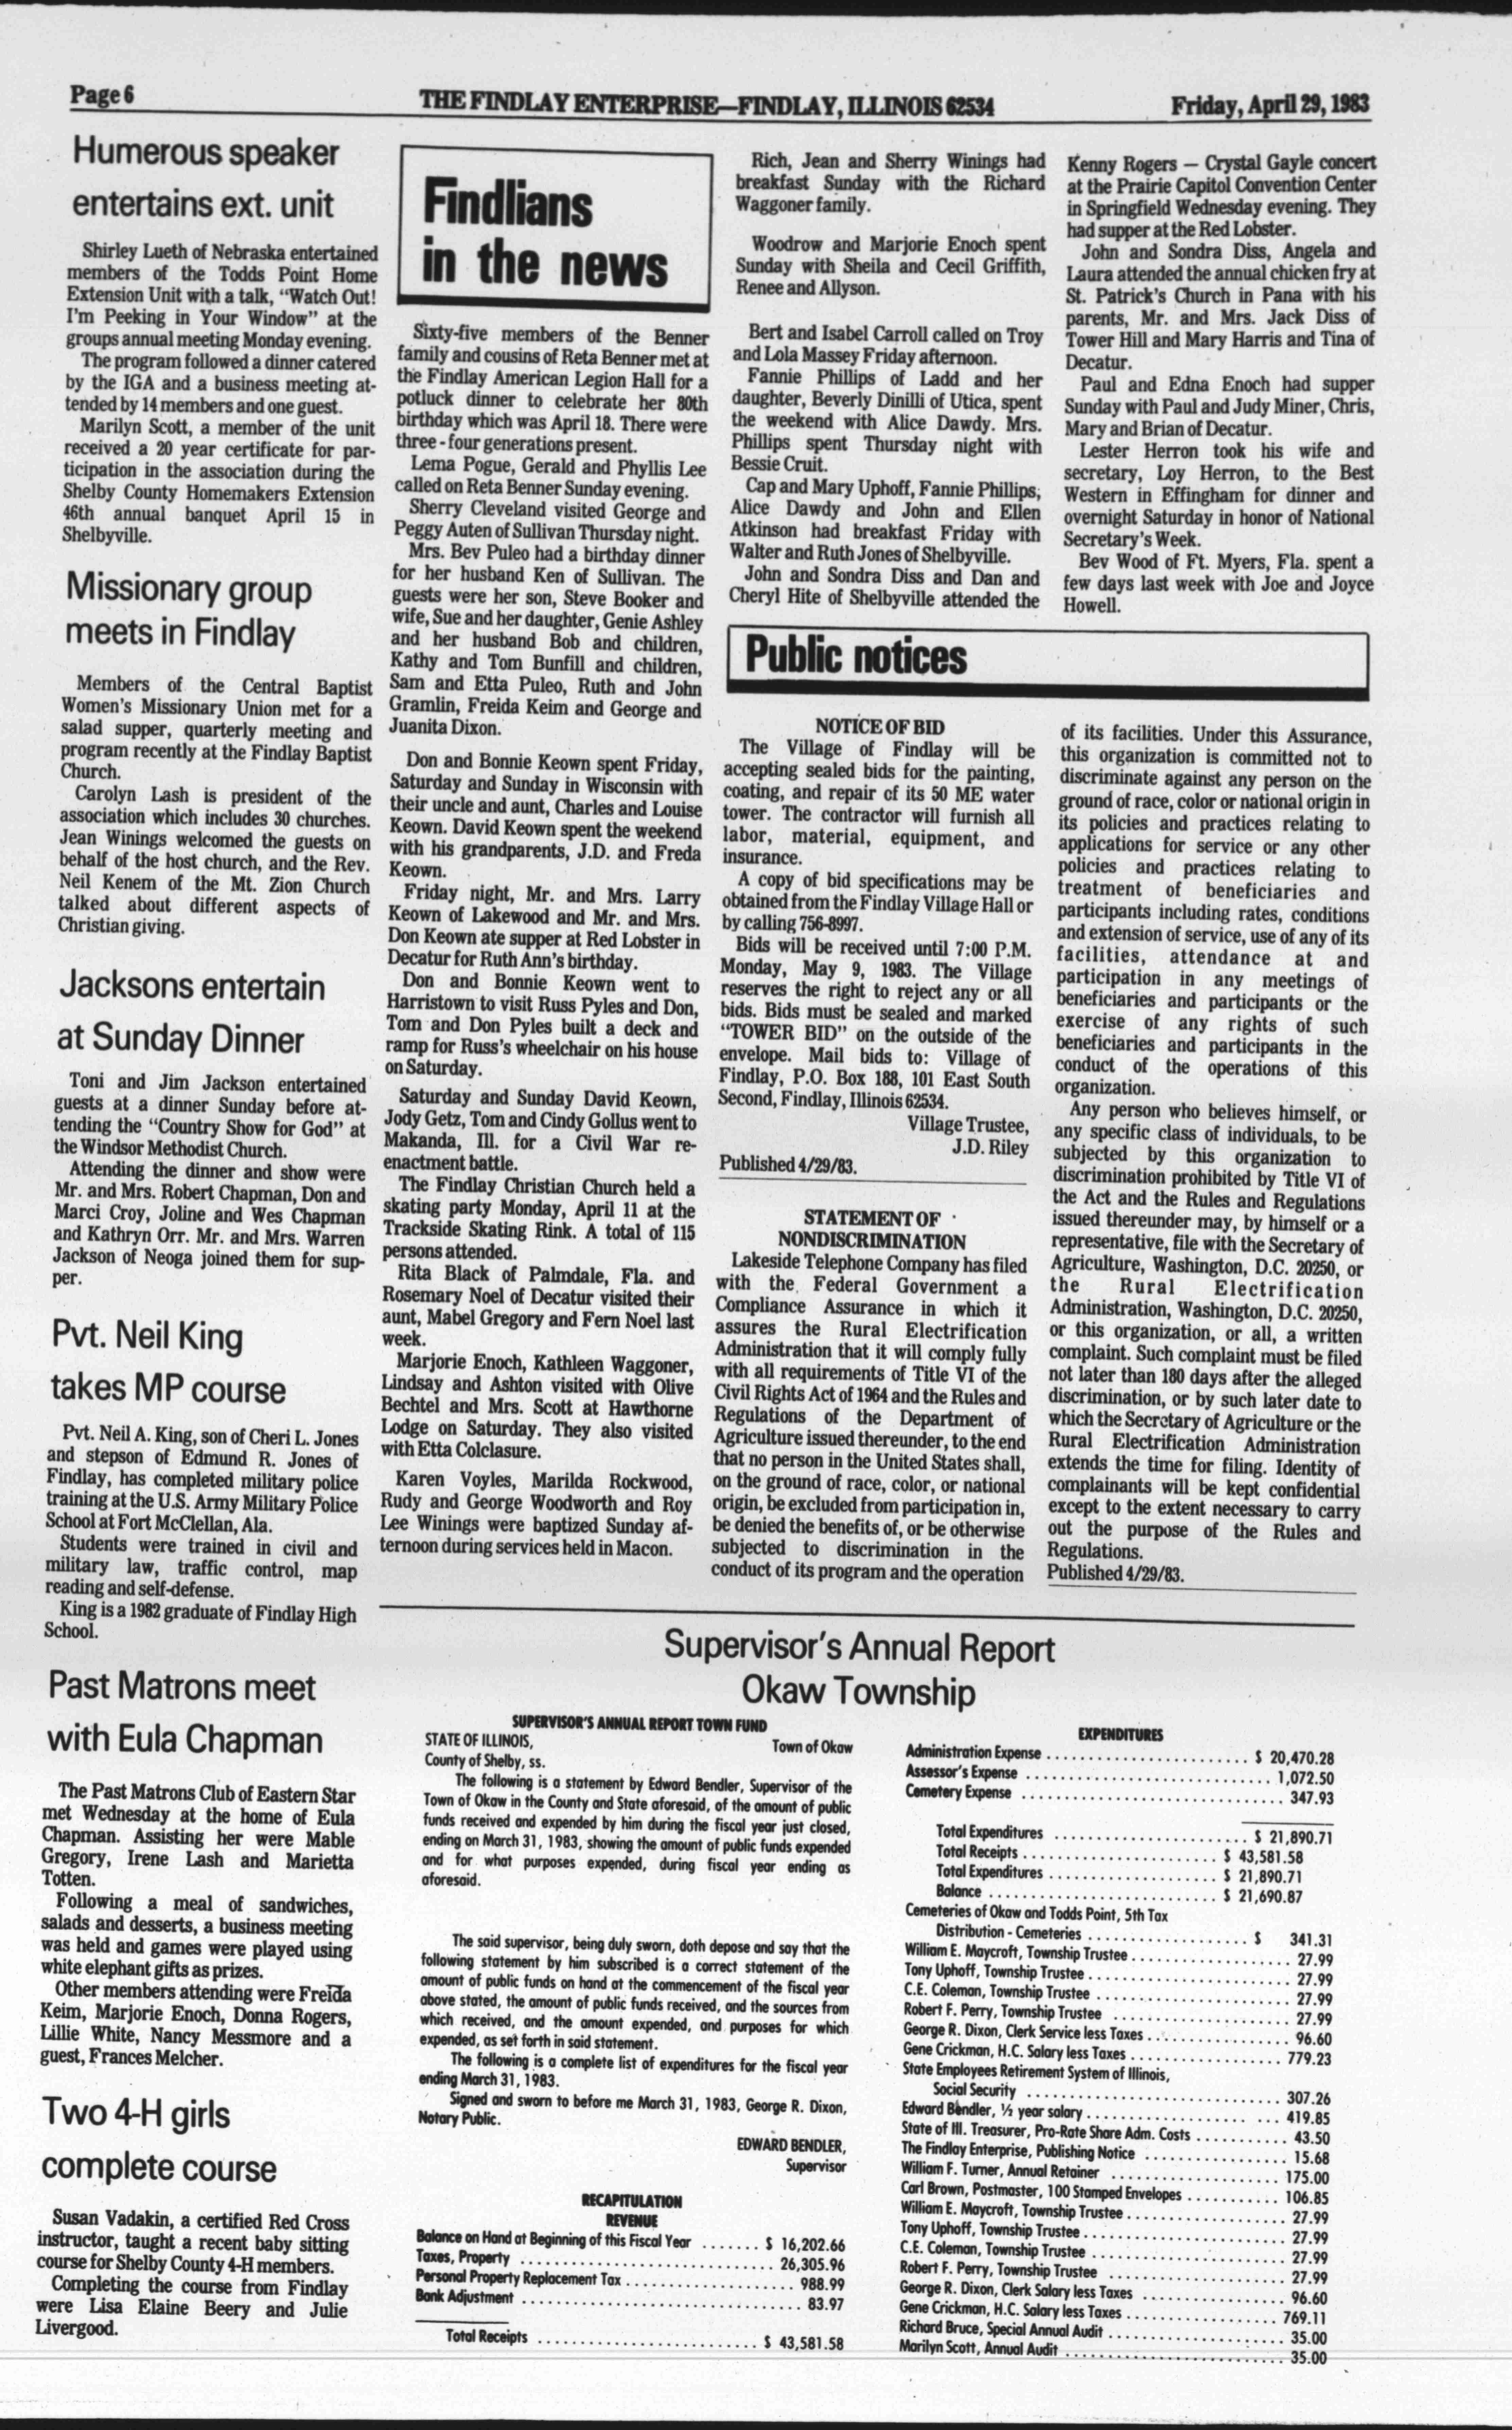 Page 6
THE FINDLAY ENTERPRISE—FINDLAY, ILLINOIS 62534
Friday, April 29, 1983
Humerous speaker
entertains ext. unit
Shirley Lueth of Nebraska entertained
members of the Todds Point Home
Extension Unit with a talk, "Watch Out!
I'm Peeking in Your Window" at the
groups annual meeting Monday evening.
The program followed a dinner catered
by the IGA and a business meeting at-
tended by 14 members and one guest.
Marilyn Scott, a member of the unit
received a 20 year certificate for par-
ticipation in the association during the
Shelby County Homemakers Extension
46th annual banquet April 15 in
Shelbyville.
Missionary group
meets in Findlay
Members of the Central Baptist
Women's Missionary Union met for a
salad supper, quarterly meeting and
program recently at the Findlay Baptist
Church.
Carolyn Lash is president of the
association which includes 30 churches.
Jean Winings welcomed the guests on
behalf of the host church, and the Rev.
Neil Kenem of the Mt. Zion Church
talked about different aspects of
Christian giving.
Jacksons entertain
at Sunday Dinner
Toni and Jim Jackson entertained
guests at a dinner Sunday before at-
tending the "Country Show for God" at
the Windsor Methodist Church.
Attending the dinner and show were
Mr. and Mrs. Robert Chapman, Don and
Marci Croy, Joline and Wes Chapman
and Kathryn Orr. Mr. and Mrs. Warren
Jackson of Neoga joined them for sup-
per.
Pvt. Neil King
takes MP course
Pvt. Neil A. King, son of Cheri L. Jones
and stepson of Edmund R. Jones of
Findlay, has completed military police
training at the U.S. Army Military Police
School at Fort McClellan, Ala.
Students were trained in civil and
military law, traffic control, map
reading and self-defense.
King is a 1982 graduate of Findlay High
School.
Past Matrons meet
with Eula Chapman
The Past Matrons Club of Eastern Star
met Wednesday at the home of Eula
Chapman. Assisting her were Mable
Gregory, Irene Lash and Marietta
Totten.
Following a meal of sandwiches,
salads and desserts, a business meeting
was held and games were played using
white elephant gifts as prizes.
Other members attending were Freida
Keim, Marjorie Enoch, Donna Rogers,
Lillie White, Nancy Messmore and a
guest, Frances Melcher.
Two 4-H girls
complete course
Susan Vadakin, a certified Red Cross
instructor, taught a recent baby sitting
course for Shelby County 4-H members.
Completing the course from Findlay
were Lisa Elaine Beery and Julie
Livergood.
Findlians
in the news
Sixty-five members of the Benner
family and cousins of Reta Benner met at
the Findlay American Legion Hall for a
potluck dinner to celebrate her 80th
birthday which was April 18. There were
three - four generations present.
Lema Pogue, Gerald and Phyllis Lee
called on Reta Benner Sunday evening.
Sherry Cleveland visited George and
Peggy Auten of Sullivan Thursday night.
Mrs. Bev Puleo had a birthday dinner
for her husband Ken of Sullivan. The
guests were her son, Steve Booker and
wife, Sue and her daughter, Genie Ashley
and her husband Bob and children,
Kathy and Tom Bunfill and children,
Sam and Etta Puleo, Ruth and John
Gramlin, Freida Keim and George and
Juanita Dixon.
Don and Bonnie Keown spent Friday,
Saturday and Sunday in Wisconsin with
their uncle and aunt, Charles and Louise
Keown. David Keown spent the weekend
with his grandparents, J.D. and Freda
Keown.
Friday night, Mr. and Mrs. Larry
Keown of Lakewood and Mr. and Mrs.
Don Keown ate supper at Red Lobster in
Decatur for Ruth Ann's birthday.
Don and Bonnie Keown went to
Harristown to visit Russ Pyles and Don,
Tom and Don Pyles built a deck and
ramp for Russ's wheelchair on his house
on Saturday.
Saturday and Sunday David Keown,
Jody Getz, Tom and Cindy Gollus went to
Makanda, Ill. for a Civil War re-
enactment battle.
The Findlay Christian Church held a
skating party Monday, April 11 at the
Trackside Skating Rink. A total of 115
persons attended.
Rita Black of Palmdale, Fla. and
Rosemary Noel of Decatur visited their
aunt, Mabel Gregory and Fern Noel last
week.
Marjorie Enoch, Kathleen Waggoner,
Lindsay and Ashton visited with Olive
Bechtel and Mrs. Scott at Hawthorne
Lodge on Saturday. They also visited
with Etta Colclasure.
Karen Voyles, Marilda Rockwood,
Rudy and George Woodworth and Roy
Lee Winings were baptized Sunday af-
ternoon during services held in Macon.
Rich, Jean and Sherry Winings had
breakfast Sunday with the Richard
Waggoner family.
Woodrow and Marjorie Enoch spent
Sunday with Sheila and Cecil Griffith,
Renee and Allyson.
Bert and Isabel Carroll called on Troy
and Lola Massey Friday afternoon.
Fannie Phillips of Ladd and her
daughter, Beverly Dinilli of Utica, spent
the weekend with Alice Dawdy. Mrs.
Phillips spent Thursday night with
Bessie Cruit.
Cap and Mary Uphoff, Fannie Phillips,
Alice Dawdy and John and Ellen
Atkinson had breakfast Friday with
Walter and Ruth Jones of Shelbyville.
John and Sondra Diss and Dan and
Cheryl Hite of Shelbyville attended the
Kenny Rogers — Crystal Gayle concert
at the Prairie Capitol Convention Center
in Springfield Wednesday evening. They
had supper at the Red Lobster.
John and Sondra Diss, Angela and
Laura attended the annual chicken fry at
St. Patrick's Church in Pana with his
parents, Mr. and Mrs. Jack Diss of
Tower Hill and Mary Harris and Tina of
Decatur.
Paul and Edna Enoch had supper
Sunday with Paul and Judy Miner, Chris,
Mary and Brian of Decatur.
Lester Herron took his wife and
secretary, Loy Herron, to the Best
Western in Effingham for dinner and
overnight Saturday in honor of National
Secretary's Week.
Bev Wood of Ft. Myers, Fla. spent a
few days last week with Joe and Joyce
Howell.
Public notices
NOTICE OF BID
The Village of Findlay will be
accepting sealed bids for the painting,
coating, and repair of its 50 ME water
tower. The contractor will furnish all
labor, material, equipment, and
insurance.
A copy of bid specifications may be
obtained from the Findlay Village Hall or
by calling 756-8997.
Bids will be received until 7:00 P.M.
Monday, May 9, 1983. The Village
reserves the right to reject any or all
bids. Bids must be sealed and marked
"TOWER BID" on the outside of the
envelope. Mail bids to: Village of
Findlay, P.O. Box 188, 101 East South
Second, Findlay, Illinois 62534.
Village Trustee,
J.D. Riley
Published 4/29/83.
STATEMENT OF
NONDISCRIMINATION
Lakeside Telephone Company has filed
with the Federal Government a
Compliance Assurance in which it
assures the Rural Electrification
Administration that it will comply fully
with all requirements of Title VI of the
Civil Rights Act of 1964 and the Rules and
Regulations of the Department of
Agriculture issued thereunder, to the end
that no person in the United States shall,
on the ground of race, color, or national
origin, be excluded from participation in,
be denied the benefits of, or be otherwise
subjected to discrimination in the
conduct of its program and the operation
of its facilities. Under this Assurance,
this organization is committed not to
discriminate against any person on the
ground of race, color or national origin in
its policies and practices relating to
applications for service or any other
policies and practices relating to
treatment of beneficiaries and
participants including rates, conditions
and extension of service, use of any of its
facilities, attendance at and
participation in any meetings of
beneficiaries and participants or the
exercise of any rights of such
beneficiaries and participants in the
conduct of the operations of this
organization.
Any person who believes himself, or
any specific class of individuals, to be
subjected by this organization to
discrimination prohibited by Title VI of
the Act and the Rules and Regulations
issued thereunder may, by himself or a
representative, file with the Secretary of
Agriculture, Washington, D.C. 20250, or
the Rural Electrification
Administration, Washington, D.C. 20250,
or this organization, or all, a written
complaint. Such complaint must be filed
not later than 180 days after the alleged
discrimination, or by such later date to
which the Secretary of Agriculture or the
Rural Electrification Administration
extends the time for filing. Identity of
complainants will be kept confidential
except to the extent necessary to carry
out the purpose of the Rules and
Regulations.
Published 4/29/83.
Supervisor's Annual Report
Okaw Township
SUPERVISOR'S ANNUAL REPORT TOWN FUND
STATE OF ILLINOIS, Town of Okaw
County of Shelby, ss.
The following is a statement by Edward Bendler, Supervisor of the
Town of Okaw in the County and State aforesaid, of the amount of public
funds received and expended by him during the fiscal year just closed,
ending on March 31, 1983, showing the amount of public funds expended
and for what purposes expended, during fiscal year ending as
aforesaid.
The said supervisor, being duly sworn, doth depose and say that the
following statement by him subscribed is a correct statement of the
amount of public funds on hand at the commencement of the fiscal year
above stated, the amount of public funds received, and the sources from
which received, and the amount expended, and purposes for which
expended, as set forth in said statement.
The following is a complete list of expenditures for the fiscal year
ending March 31, 1983.
Signed and sworn to before me March 31, 1983, George R. Dixon,
Notary Public.
EDWARD BENDLER,
Supervisor
RECAPITULATION
REVENUE
Balance on Hand at Beginning of this Fiscal Year ....... $ 16,202.66
Taxes, Property .............................. 26,305.96
Personal Property Replacement Tax .................... 988.99
Bank Adjustment ................................. 83.97
Total Receipts .......................... $ 43,581.58
EXPENDITURES
Administration Expense ........................ $ 20,470.28
Assessor's Expense ............................. 1,072.50
Cemetery Expense ............................... 347.93
Total Expenditures ....................... $ 21,890.71
Total Receipts ....................... $ 43,581.58
Total Expenditures .................... $ 21,890.71
Balance ........................... $ 21,690.87
Cemeteries of Okaw and Todds Point, 5th Tax
Distribution - Cemeteries ................... $ 341.31
William E. Maycroft, Township Trustee ................... 27.99
Tony Uphoff, Township Trustee ........................ 27.99
C.E. Coleman, Township Trustee ....................... 27.99
Robert F. Perry, Township Trustee ...................... 27.99
George R. Dixon, Clerk Service less Taxes ................. 96.60
Gene Crickman, H.C. Salary less Taxes .................. 779.23
State Employees Retirement System of Illinois,
Social Security ............................... 307.26
Edward Bendler, ½ year salary ...................... 419.85
State of Ill. Treasurer, Pro-Rate Share Adm. Costs ........... 43.50
The Findlay Enterprise, Publishing Notice ................. 15.68
William F. Turner, Annual Retainer .................... 175.00
Carl Brown, Postmaster, 100 Stamped Envelopes ........... 106.85
William E. Maycroft, Township Trustee ................... 27.99
Tony Uphoff, Township Trustee ........................ 27.99
C.E. Coleman, Township Trustee ....................... 27.99
Robert F. Perry, Township Trustee ..................... 27.99
George R. Dixon, Clerk Salary less Taxes ................. 96.60
Gene Crickman, H.C. Salary less Taxes .................. 769.11
Richard Bruce, Special Annual Audit ..................... 35.00
Marilyn Scott, Annual Audit .......................... 35.00